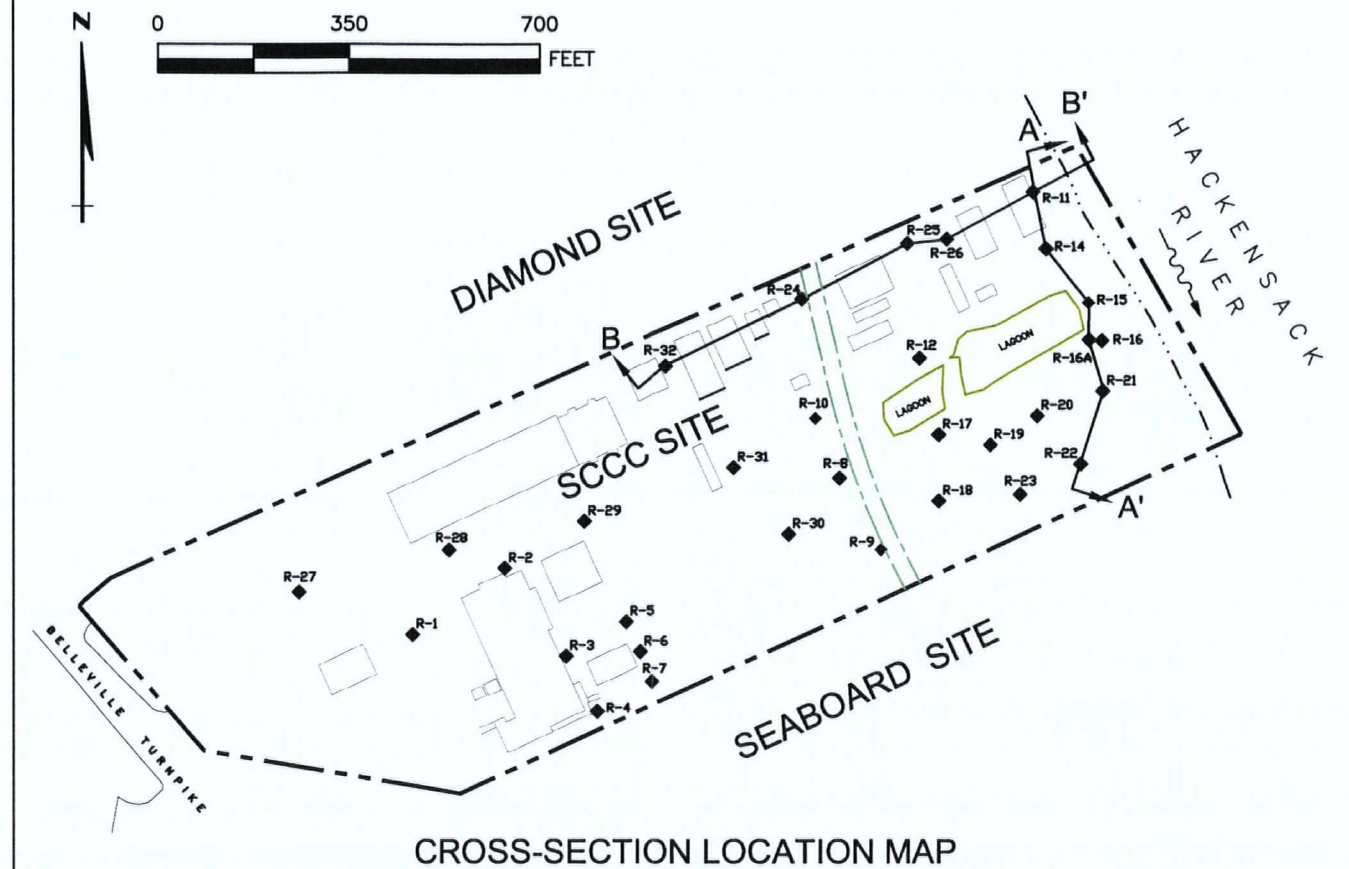 N
0 350 700
FEET
B'
A
HACKENSACK
RIVER
R-11
DIAMOND SITE
R-25
R-26
R-14
R-24
R-15
LAGOON
B
R-32
R-12
R-16
R-16A
R-21
LAGOON
R-10
R-20
R-17
R-19
SCCC SITE
R-31
R-8
R-22
R-18
R-23
A'
R-29
R-30
R-28
R-9
R-2
R-27
R-5
R-1
R-6
R-3
R-7
R-4
BELLEVILLE TURNPIKE
SEABOARD SITE
CROSS-SECTION LOCATION MAP